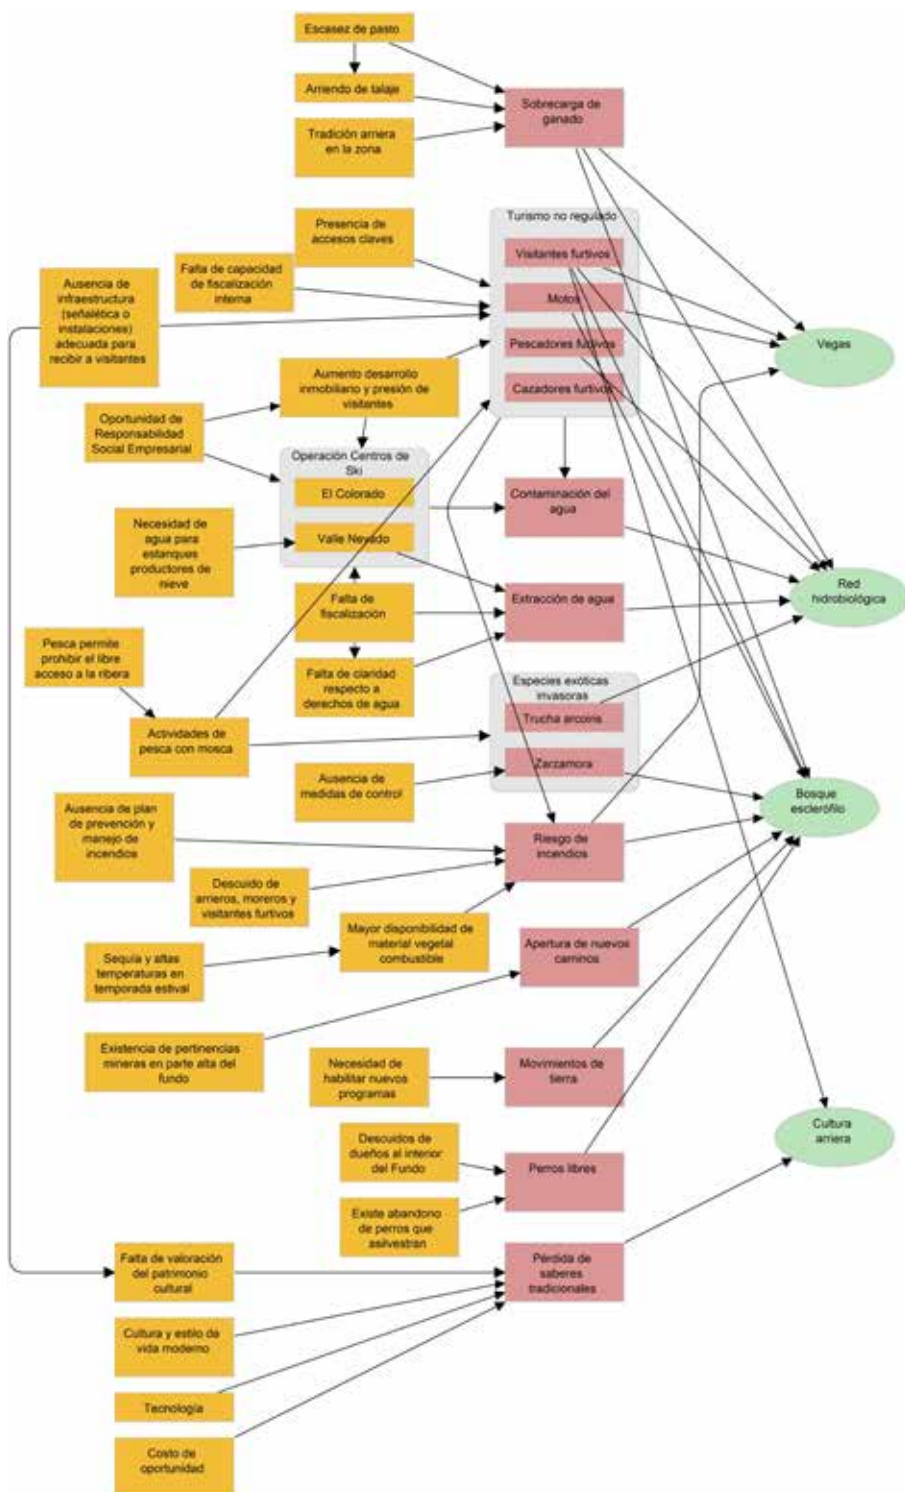 Escasez de pasto
Arriendo de talaje
Sobrecarga de
ganado
Tradición arriera
en la zona
Turismo no regulado
Presencia de
accesos claves
Visitantes furtivos
Falta de capacidad
de fiscalización
interna
Ausencia de
infraestructura
(señalética o
instalaciones)
adecuada para
recibir a visitantes
Motos
Pescadores furtivos
Vegas
Aumento desarrollo
inmobiliario y presión de
visitantes
Cazadores furtivos
Oportunidad de
Responsabilidad
Social Empresarial
Operación Centros de
Ski
El Colorado
Contaminación del
agua
Necesidad de
agua para
estanques
productores de
nieve
Valle Nevado
Red
hidrobiológica
Falta de
fiscalización
Extracción de agua
Pesca permite
prohibir el libre
acceso a la ribera
Falta de claridad
respecto a
derechos de agua
Especies exóticas
invasoras
Trucha arcoiris
Actividades de
pesca con mosca
Zarzamora
Ausencia de
medidas de control
Bosque
esclerófilo
Ausencia de plan
de prevención y
manejo de
incendios
Riesgo de
incendios
Descuido de
arrieros, moreros y
visitantes furtivos
Mayor disponibilidad de
material vegetal
combustible
Apertura de nuevos
caminos
Sequía y altas
temperaturas en
temporada estival
Existencia de pertinencias
mineras en parte alta del
fundo
Necesidad de
habilitar nuevos
programas
Movimientos de
tierra
Cultura
arriera
Descuidos de
dueños al interior
del Fundo
Perros libres
Existe abandono
de perros que
asilvestran
Falta de valoración
del patrimonio
cultural
Pérdida de
saberes
tradicionales
Cultura y estilo de
vida moderno
Tecnología
Costo de
oportunidad